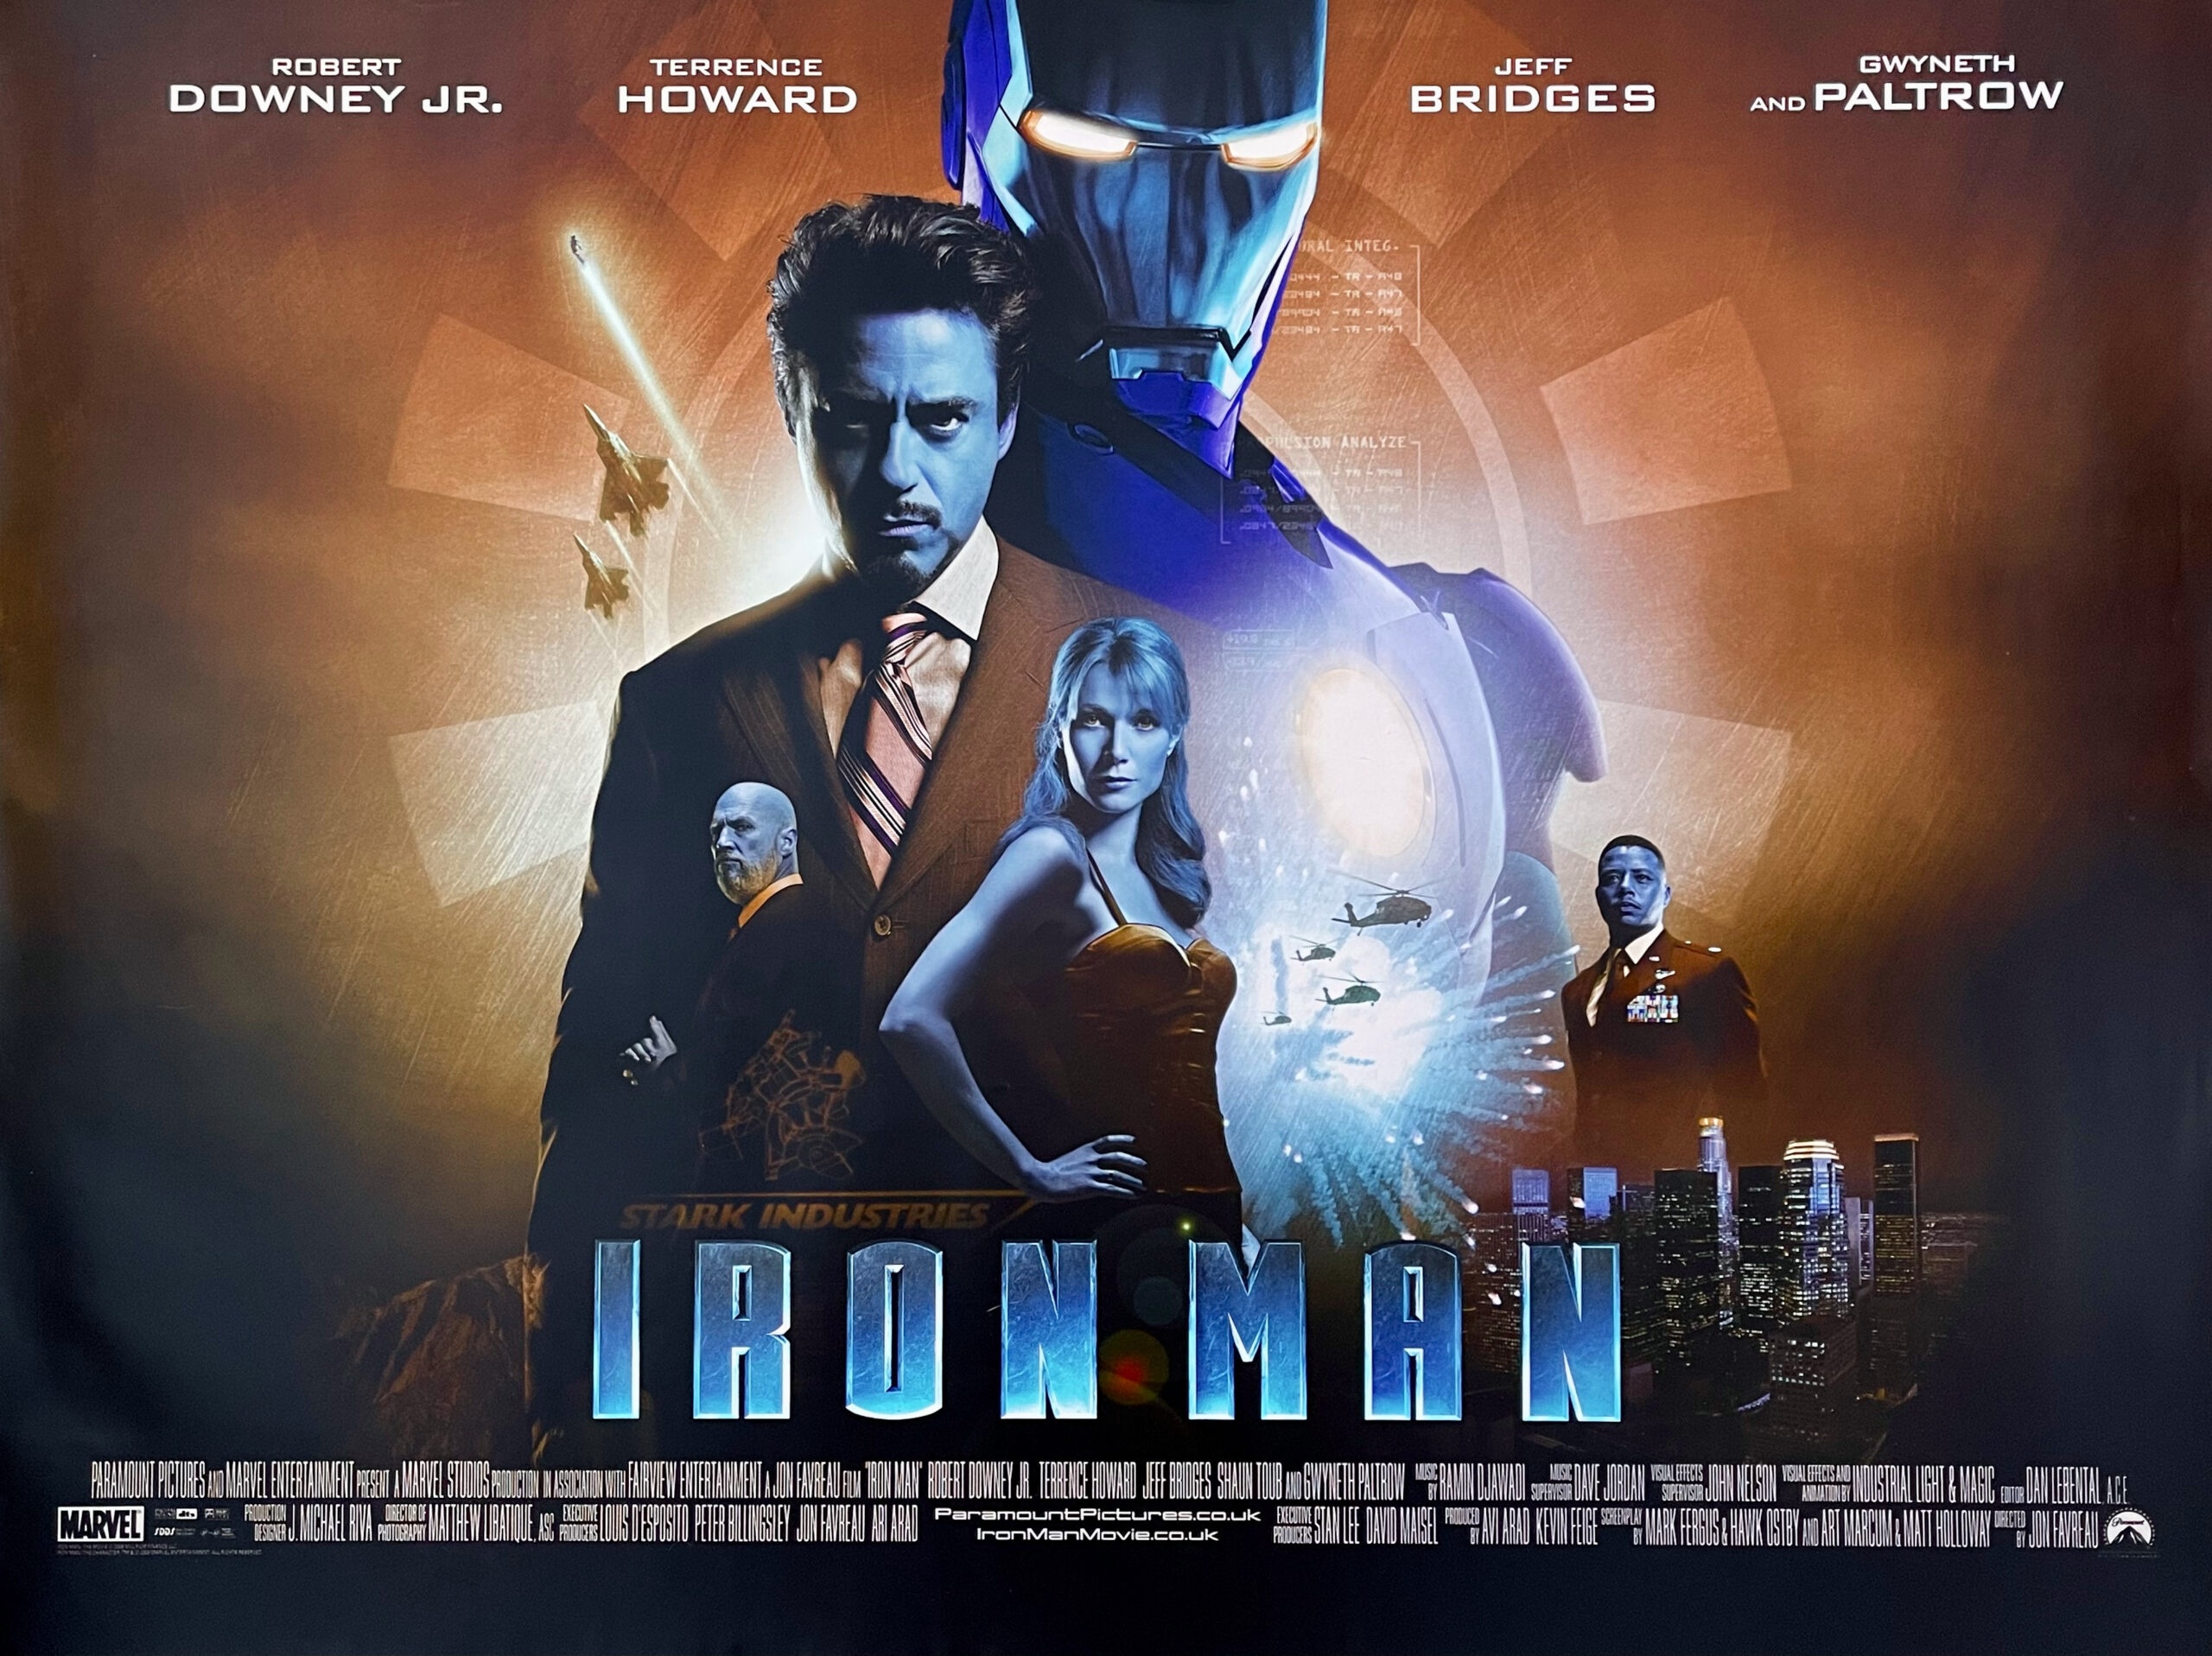 ROBERT
DOWNEY JR.
TERRENCE
HOWARD
JEFF
BRIDGES
GWYNETH
AND PALTROW
RAL INTEG.
ULSION ANALYZE
STARK INDUSTRIES
IRON MAN
PARAMOUNT PICTURES AND MARVEL ENTERTAINMENT PRESENT A MARVEL STUDIOS PRODUCTION IN ASSOCIATION WITH FAIRVIEW ENTERTAINMENT A JON FAVREAU FILM "IRON MAN" ROBERT DOWNEY JR. TERRENCE HOWARD JEFF BRIDGES SHAUN TOUB AND GWYNETH PALTROW MUSIC BY RAMIN DJAWADI MUSIC SUPERVISOR DAVE JORDAN VISUAL EFFECTS SUPERVISOR JOHN NELSON VISUAL EFFECTS AND ANIMATION BY INDUSTRIAL LIGHT & MAGIC EDITOR DAN LEBENTAL, A.C.E.
MARVEL PRODUCTION DESIGNER J. MICHAEL RIVA DIRECTOR OF PHOTOGRAPHY MATTHEW LIBATIQUE, ASC EXECUTIVE PRODUCERS LOUIS D'ESPOSITO PETER BILLINGSLEY JON FAVREAU ARI ARAD
ParamountPictures.co.uk
IronManMovie.co.uk
EXECUTIVE PRODUCERS STAN LEE DAVID MAISEL PRODUCED BY AVI ARAD KEVIN FEIGE SCREENPLAY BY MARK FERGUS & HAWK OSTBY AND ART MARCUM & MATT HOLLOWAY DIRECTED BY JON FAVREAU
Paramount